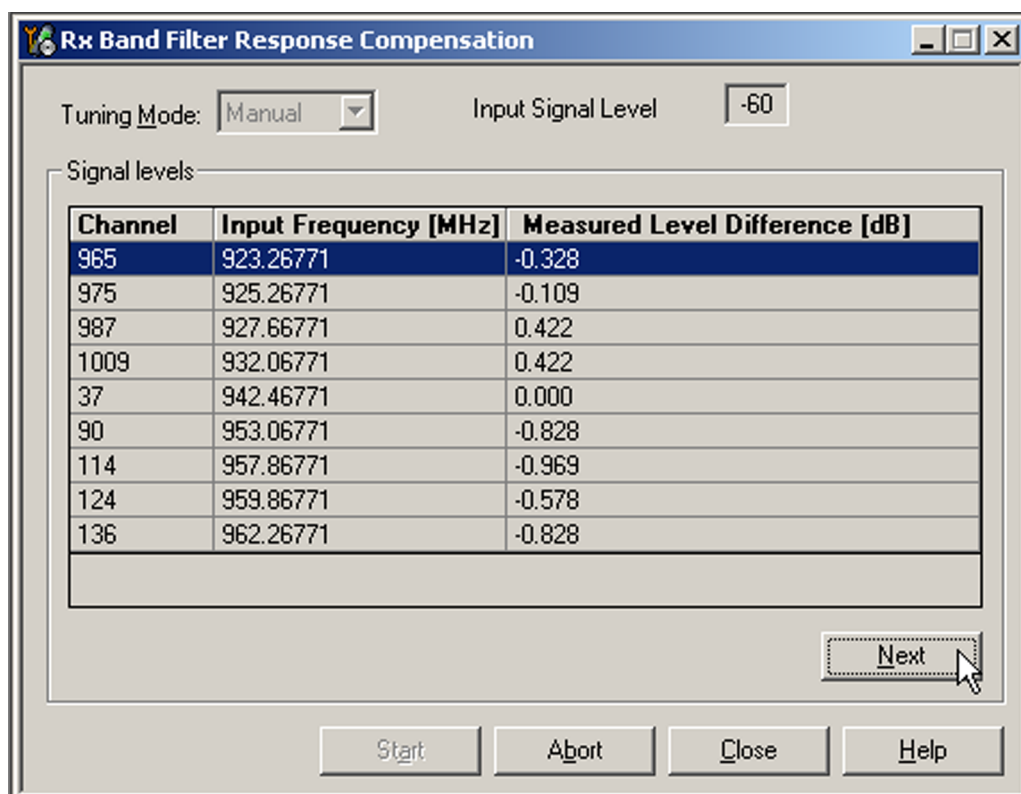 Rx Band Filter Response Compensation
Tuning Mode: Manual Input Signal Level -60
Signal levels
Channel Input Frequency [MHz] Measured Level Difference [dB]
965 923.26771 -0.328
975 925.26771 -0.109
987 927.66771 0.422
1009 932.06771 0.422
37 942.46771 0.000
90 953.06771 -0.828
114 957.86771 -0.969
124 959.86771 -0.578
136 962.26771 -0.828
Next
Start Abort Close Help